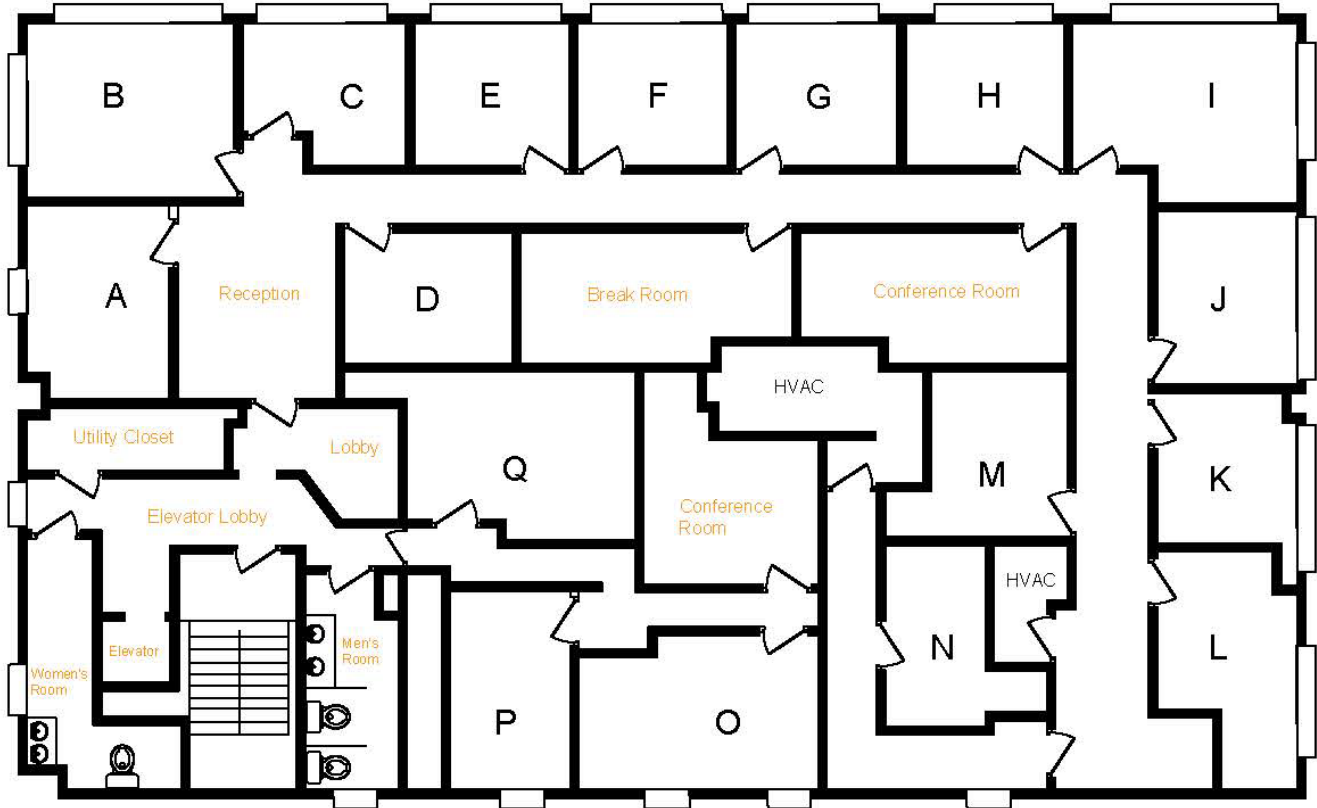 B
C
E
F
G
H
I
A
Reception
D
Break Room
Conference Room
J
HVAC
Utility Closet
Lobby
Q
M
K
Conference
Room
Elevator Lobby
HVAC
Elevator
Men's
Room
N
L
Women's
Room
P
O